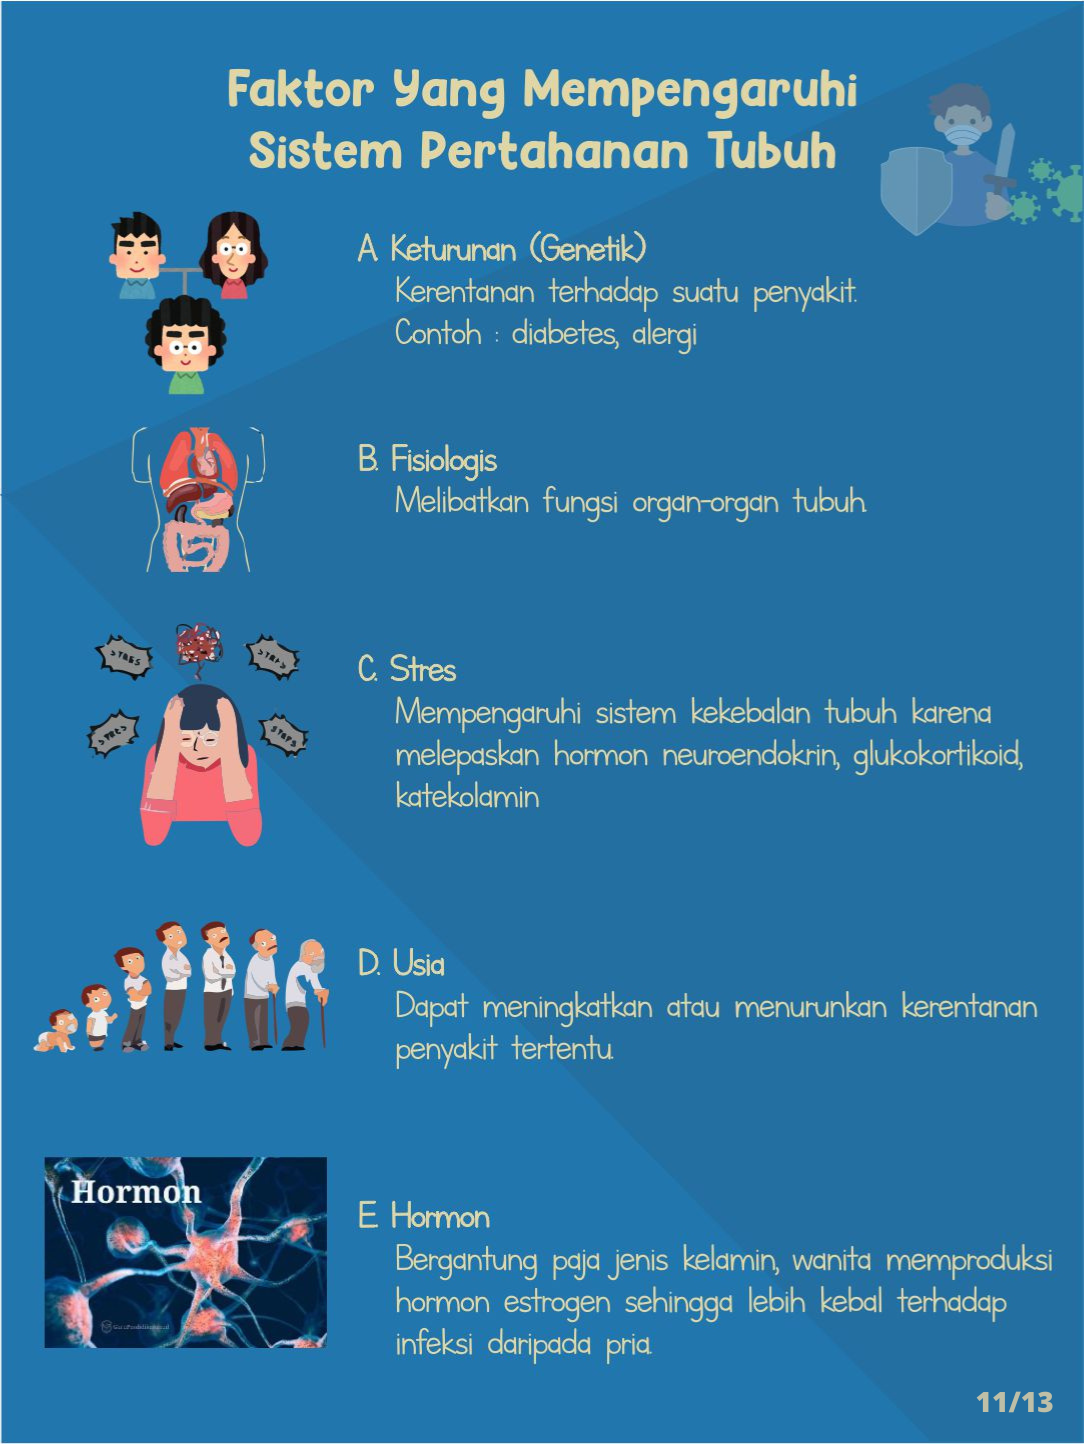 Faktor Yang Mempengaruhi
Sistem Pertahanan Tubuh
A. Keturunan (Genetik)
Kerentanan terhadap suatu penyakit.
Contoh : diabetes, alergi
B. Fisiologis
Melibatkan fungsi organ-organ tubuh.
STRES
STRES
STRES
STRES
C. Stres
Mempengaruhi sistem kekebalan tubuh karena
melepaskan hormon neuroendokrin, glukokortikoid,
katekolamin
D. Usia
Dapat meningkatkan atau menurunkan kerentanan
penyakit tertentu.
Hormon
E. Hormon
Bergantung paja jenis kelamin, wanita memproduksi
hormon estrogen sehingga lebih kebal terhadap
infeksi daripada pria.
11/13